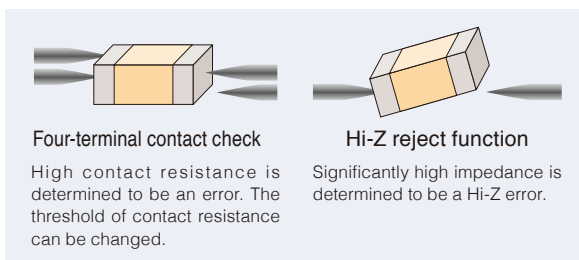 Four-terminal contact check
High contact resistance is
determined to be an error. The
threshold of contact resistance
can be changed.
Hi-Z reject function
Significantly high impedance is
determined to be a Hi-Z error.